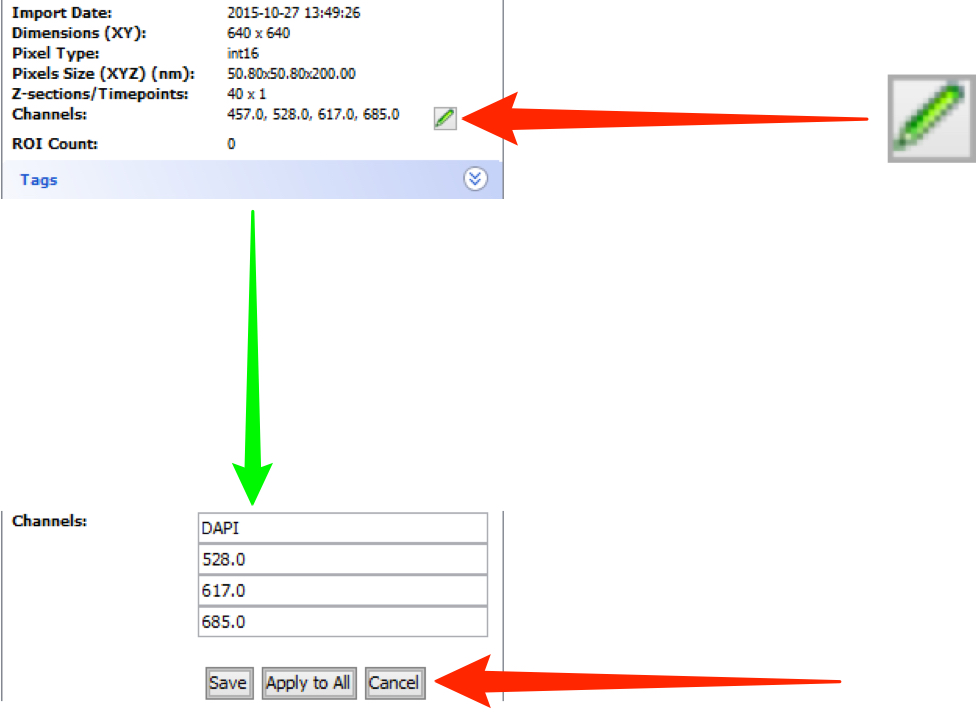 Import Date: 2015-10-27 13:49:26
Dimensions (XY): 640 x 640
Pixel Type: int16
Pixels Size (XYZ) (nm): 50.80x50.80x200.00
Z-sections/Timepoints: 40 x 1
Channels: 457.0, 528.0, 617.0, 685.0
ROI Count: 0
Tags
Channels: DAPI
528.0
617.0
685.0
Save Apply to All Cancel